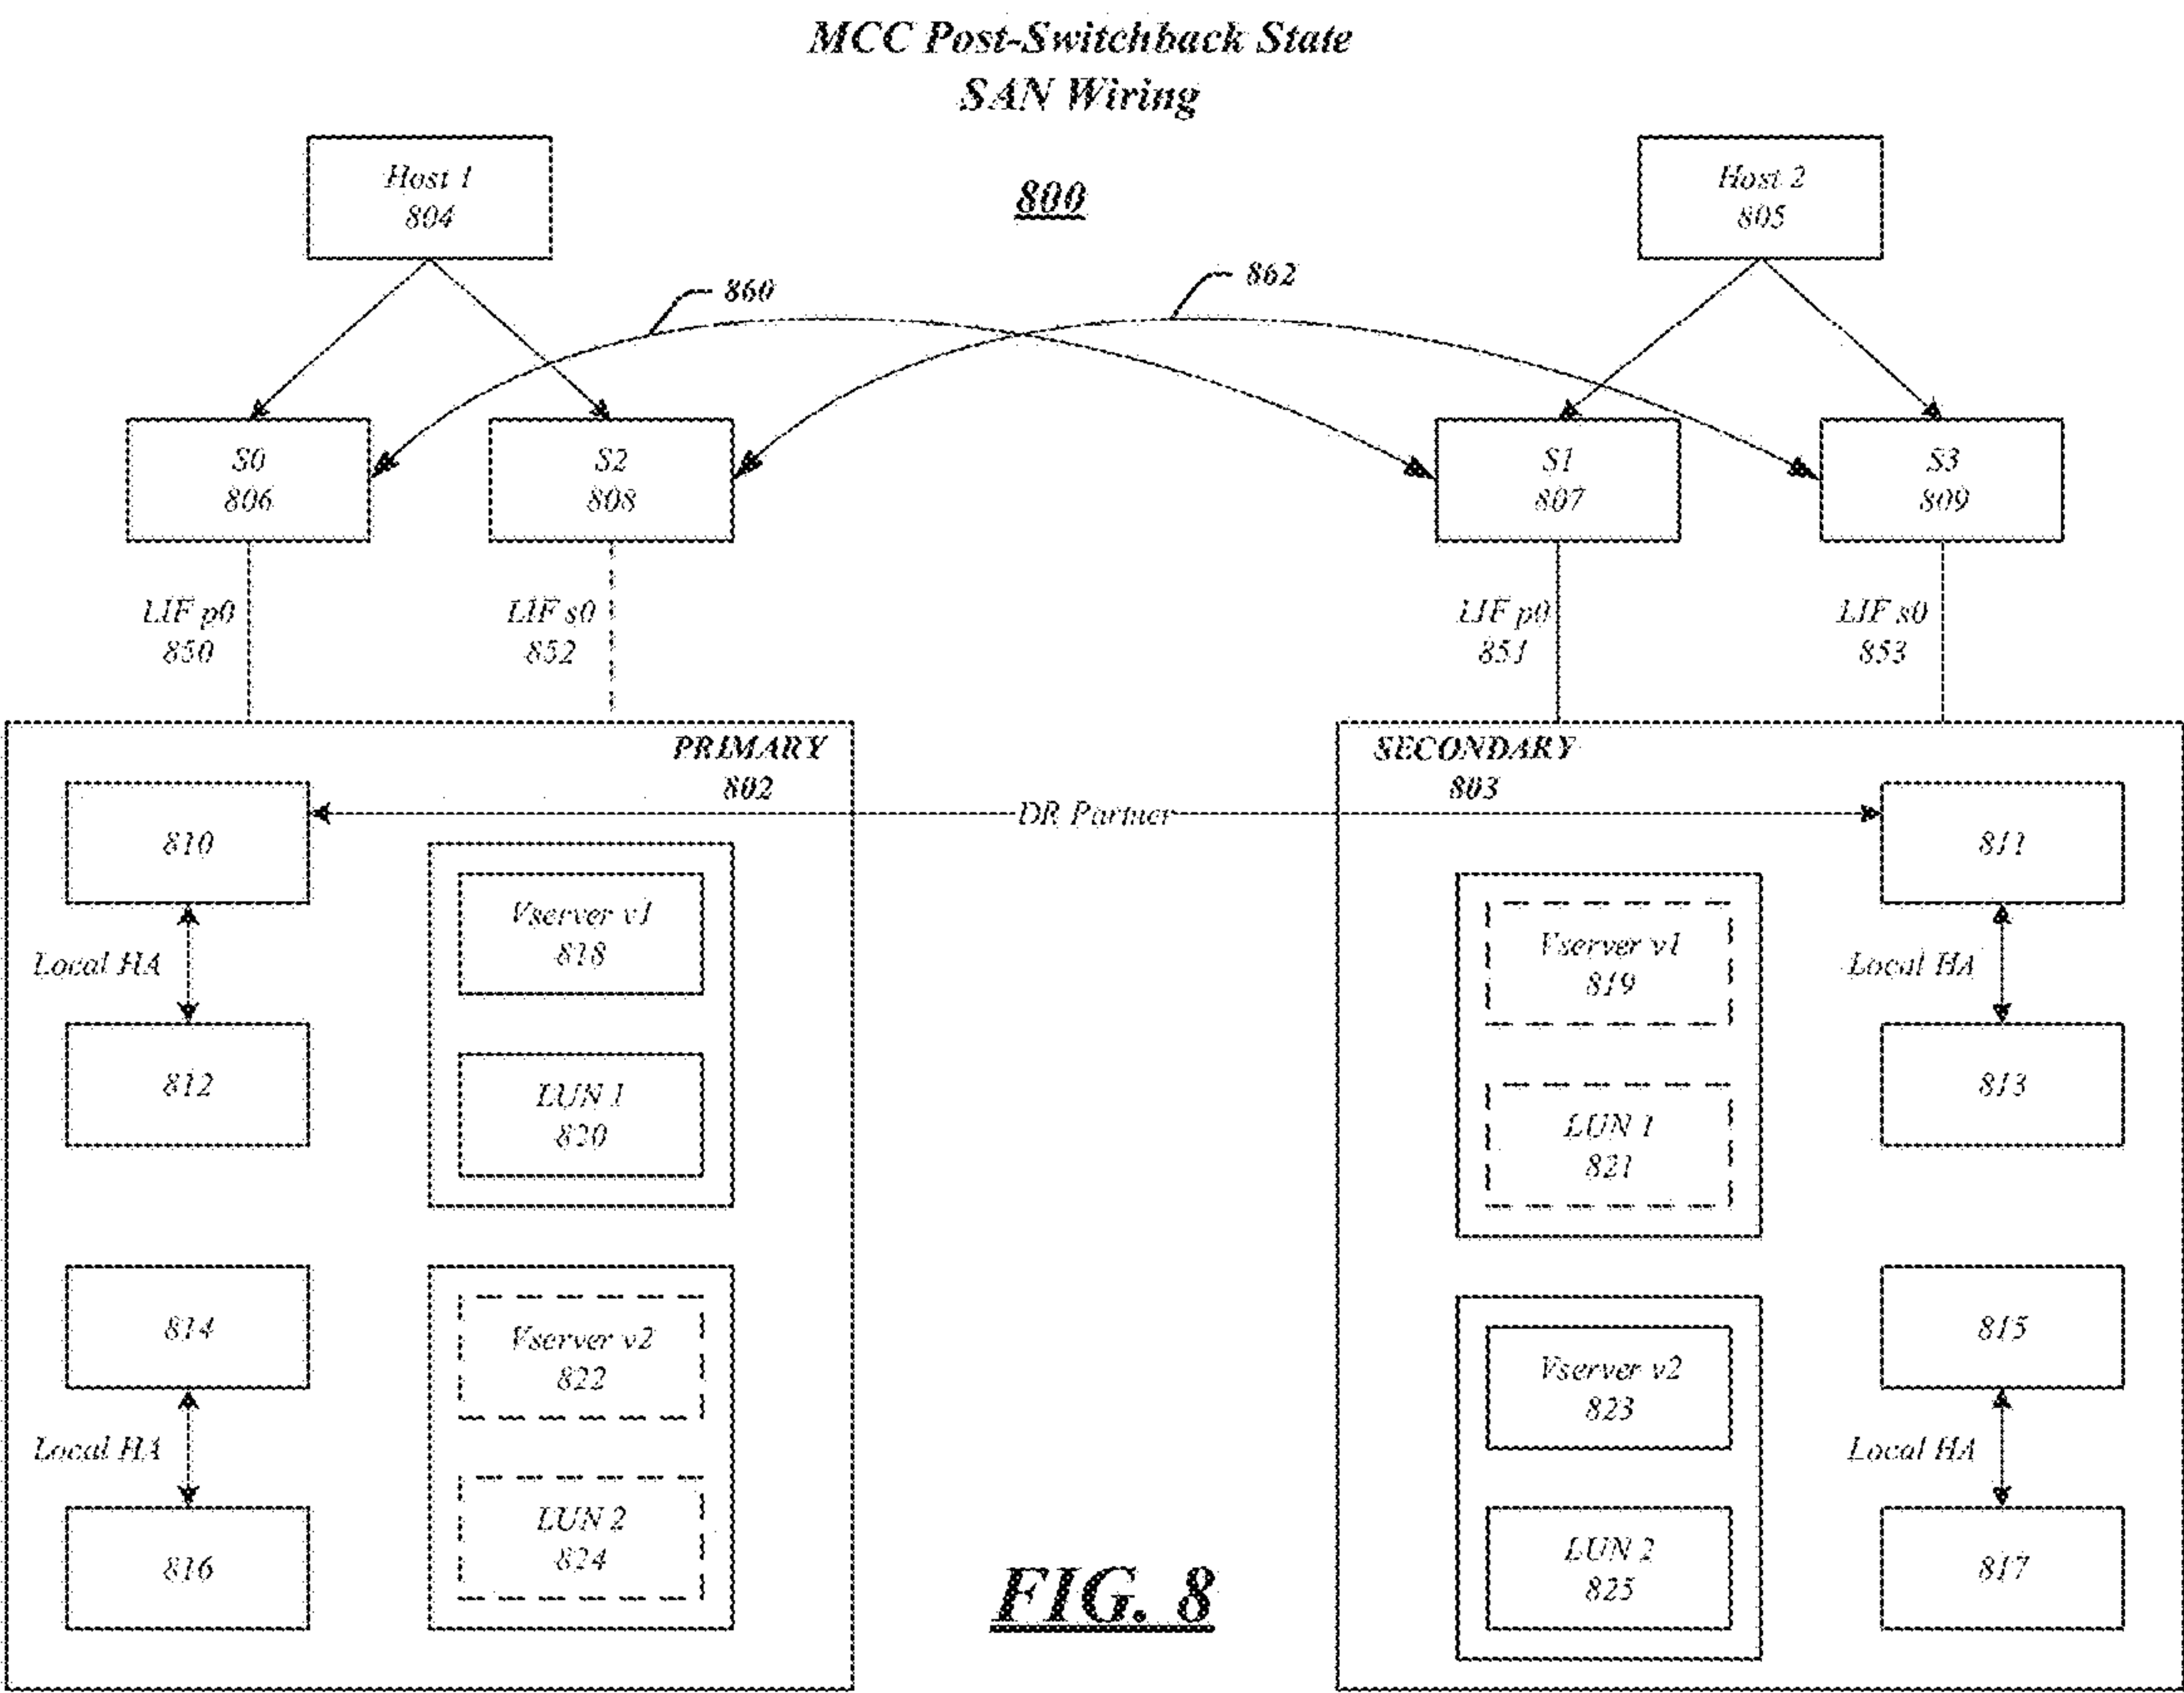 MCC Post-Switchback State
SAN Wiring
800
Host 1
804
Host 2
805
860
862
S0
806
S2
808
S1
807
S3
809
LIF p0
850
LIF s0
852
LIF p0
851
LIF s0
853
PRIMARY
802
SECONDARY
803
DR Partner
810
Local HA
812
814
Local HA
816
Vserver v1
818
LUN 1
820
Vserver v2
822
LUN 2
824
Vserver v1
819
LUN 1
821
Vserver v2
823
LUN 2
825
811
Local HA
813
815
Local HA
817
FIG. 8